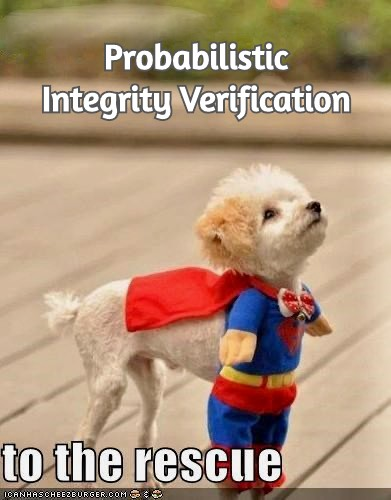 Probabilistic
Integrity Verification
to the rescue
ICANHASCHEEZBURGER.COM